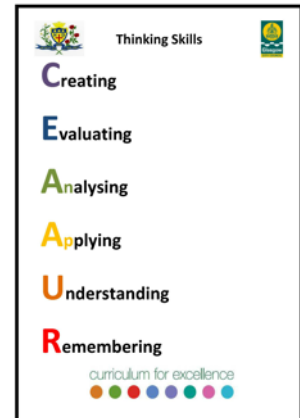 Thinking Skills
Creating
Evaluating
Analysing
Applying
Understanding
Remembering
curriculum for excellence